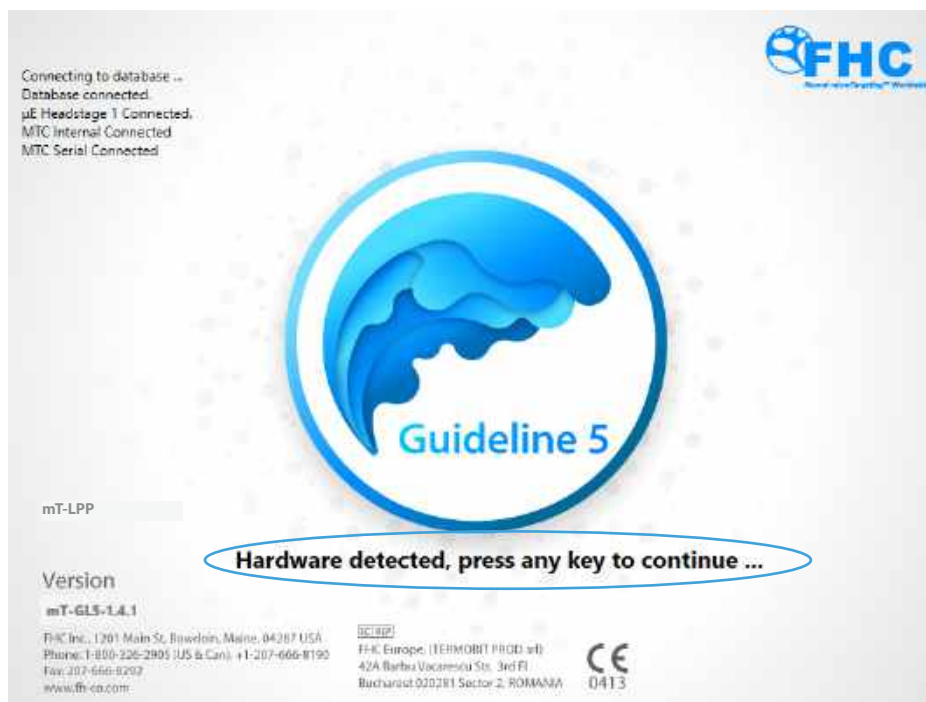 Connecting to database ...
Database connected.
µE Headstage 1 Connected.
MTC Internal Connected
MTC Serial Connected
FHC
Guideline 5
mT-LPP
Hardware detected, press any key to continue ...
Version
mT-GL5-1.4.1
FHC Inc., 1201 Main St, Bowdoin, Maine, 04287 USA
Phone: 1-800-326-2905 (US & Can), +1-207-666-8190
Fax: 207-666-8292
www.fh-co.com
EC REP
FHC Europe, (TERMOBIT PROD srl)
42A Barbu Vacarescu Str, 3rd Fl
Bucharest 020281 Sector 2, ROMANIA
CE
0413